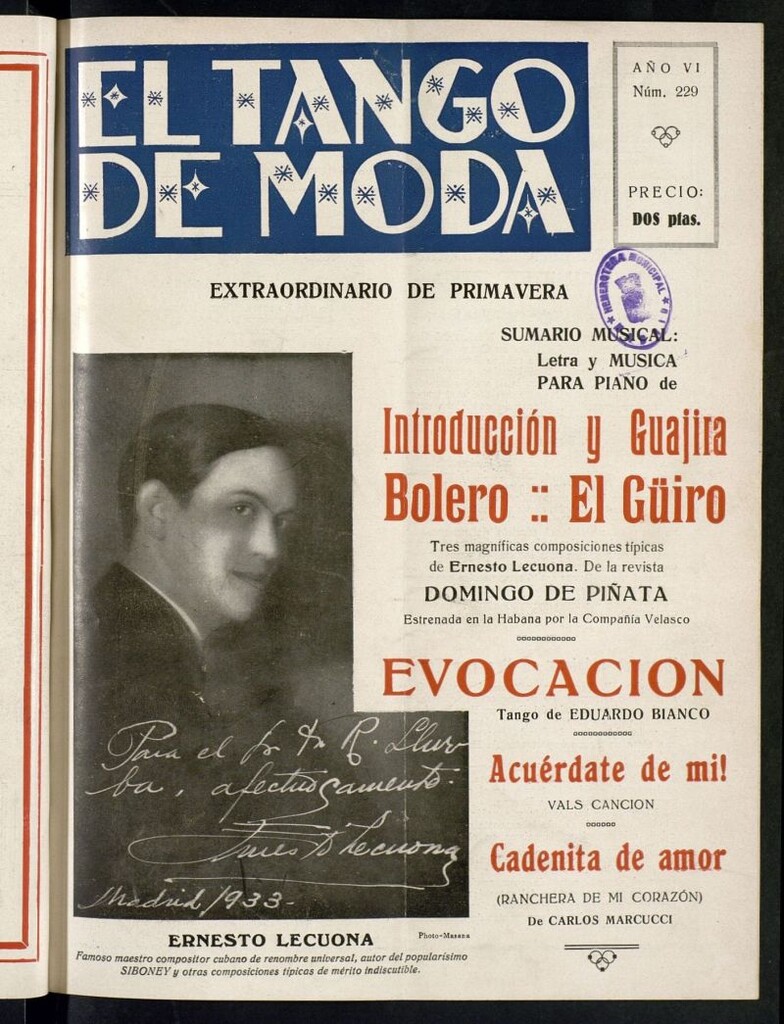 EL TANGO
DE MODA
AÑO VI
Núm. 229
PRECIO:
DOS ptas.
EXTRAORDINARIO DE PRIMAVERA
HEMEROTECA MUNICIPAL
SUMARIO MUSICAL:
Letra y MUSICA
PARA PIANO de
Introducción y Guajira
Bolero :: El Güiro
Tres magníficas composiciones típicas
de Ernesto Lecuona. De la revista
DOMINGO DE PIÑATA
Estrenada en la Habana por la Compañía Velasco
EVOCACION
Tango de EDUARDO BIANCO
Acuérdate de mi!
VALS CANCION
Cadenita de amor
(RANCHERA DE MI CORAZÓN)
De CARLOS MARCUCCI
Para el Sr. R. Llur
ba, afectuosamente.
Ernesto Lecuona
Madrid 1933-
ERNESTO LECUONA
Photo-Masana
Famoso maestro compositor cubano de renombre universal, autor del popularísimo
SIBONEY y otras composiciones típicas de mérito indiscutible.